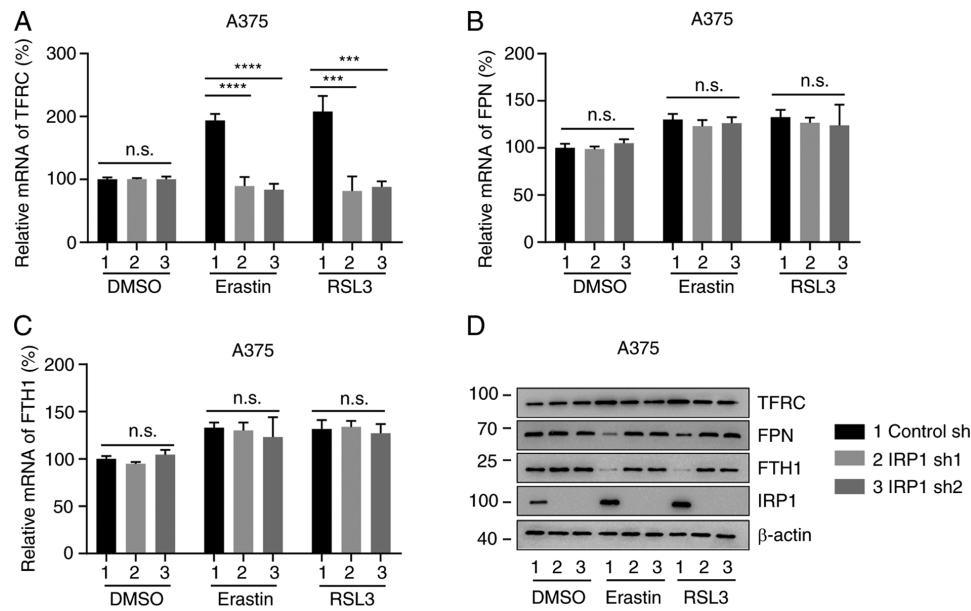 A
A375
Relative mRNA of TFRC (%)
300
200
100
0
n.s.
****
****
***
***
1 2 3 1 2 3 1 2 3
DMSO Erastin RSL3
B
A375
Relative mRNA of FPN (%)
200
150
100
50
0
n.s.
n.s.
n.s.
1 2 3 1 2 3 1 2 3
DMSO Erastin RSL3
C
A375
Relative mRNA of FTH1 (%)
200
150
100
50
0
n.s.
n.s.
n.s.
1 2 3 1 2 3 1 2 3
DMSO Erastin RSL3
D
A375
100 TFRC
70 FPN
25 FTH1
100 IRP1
40 β-actin
1 2 3 1 2 3 1 2 3
DMSO Erastin RSL3
1 Control sh
2 IRP1 sh1
3 IRP1 sh2